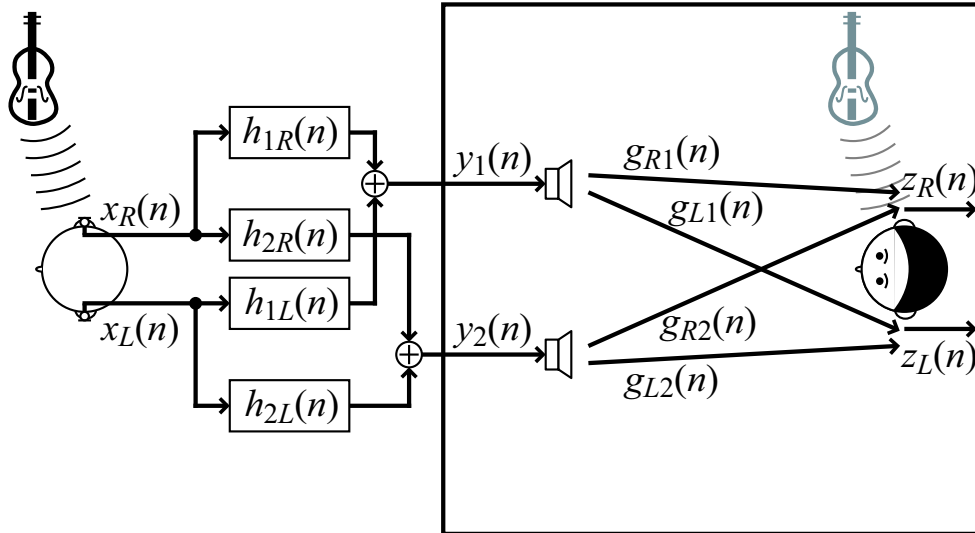 h1R(n)
y1(n)
gR1(n)
zR(n)
xR(n)
gL1(n)
h2R(n)
h1L(n)
xL(n)
y2(n)
gR2(n)
zL(n)
gL2(n)
h2L(n)